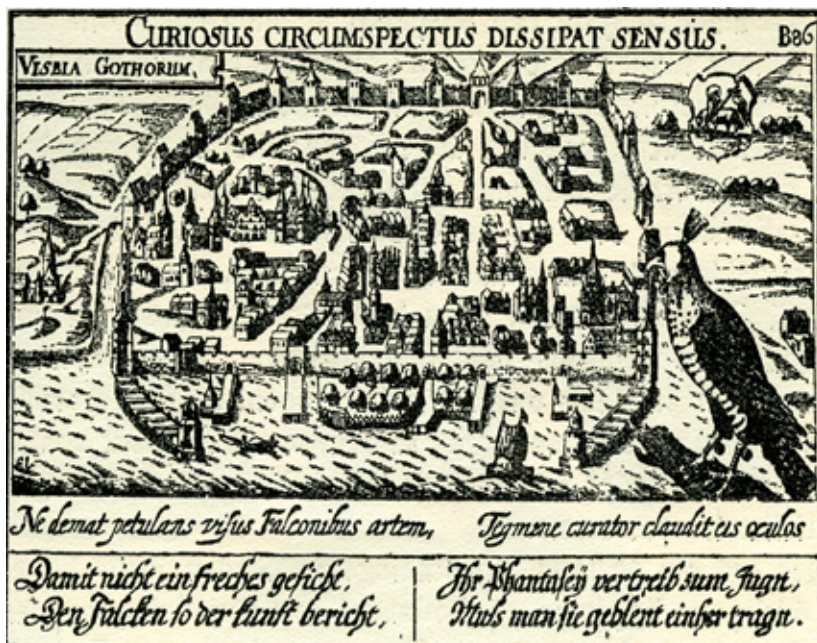 CURIOSUS CIRCUMSPECTUS DISSIPAT SENSUS. B86
VISBIA GOTHORUM.
Ne demat petulans visus Falconibus artem, Tegmine curator claudit eis oculos
Damit nicht ein freches gesicht,
Den Falcken so der kunst bericht,
Ihr Phantaseÿ vertreib zum Jagn,
Muß man sie geblent einher tragn.